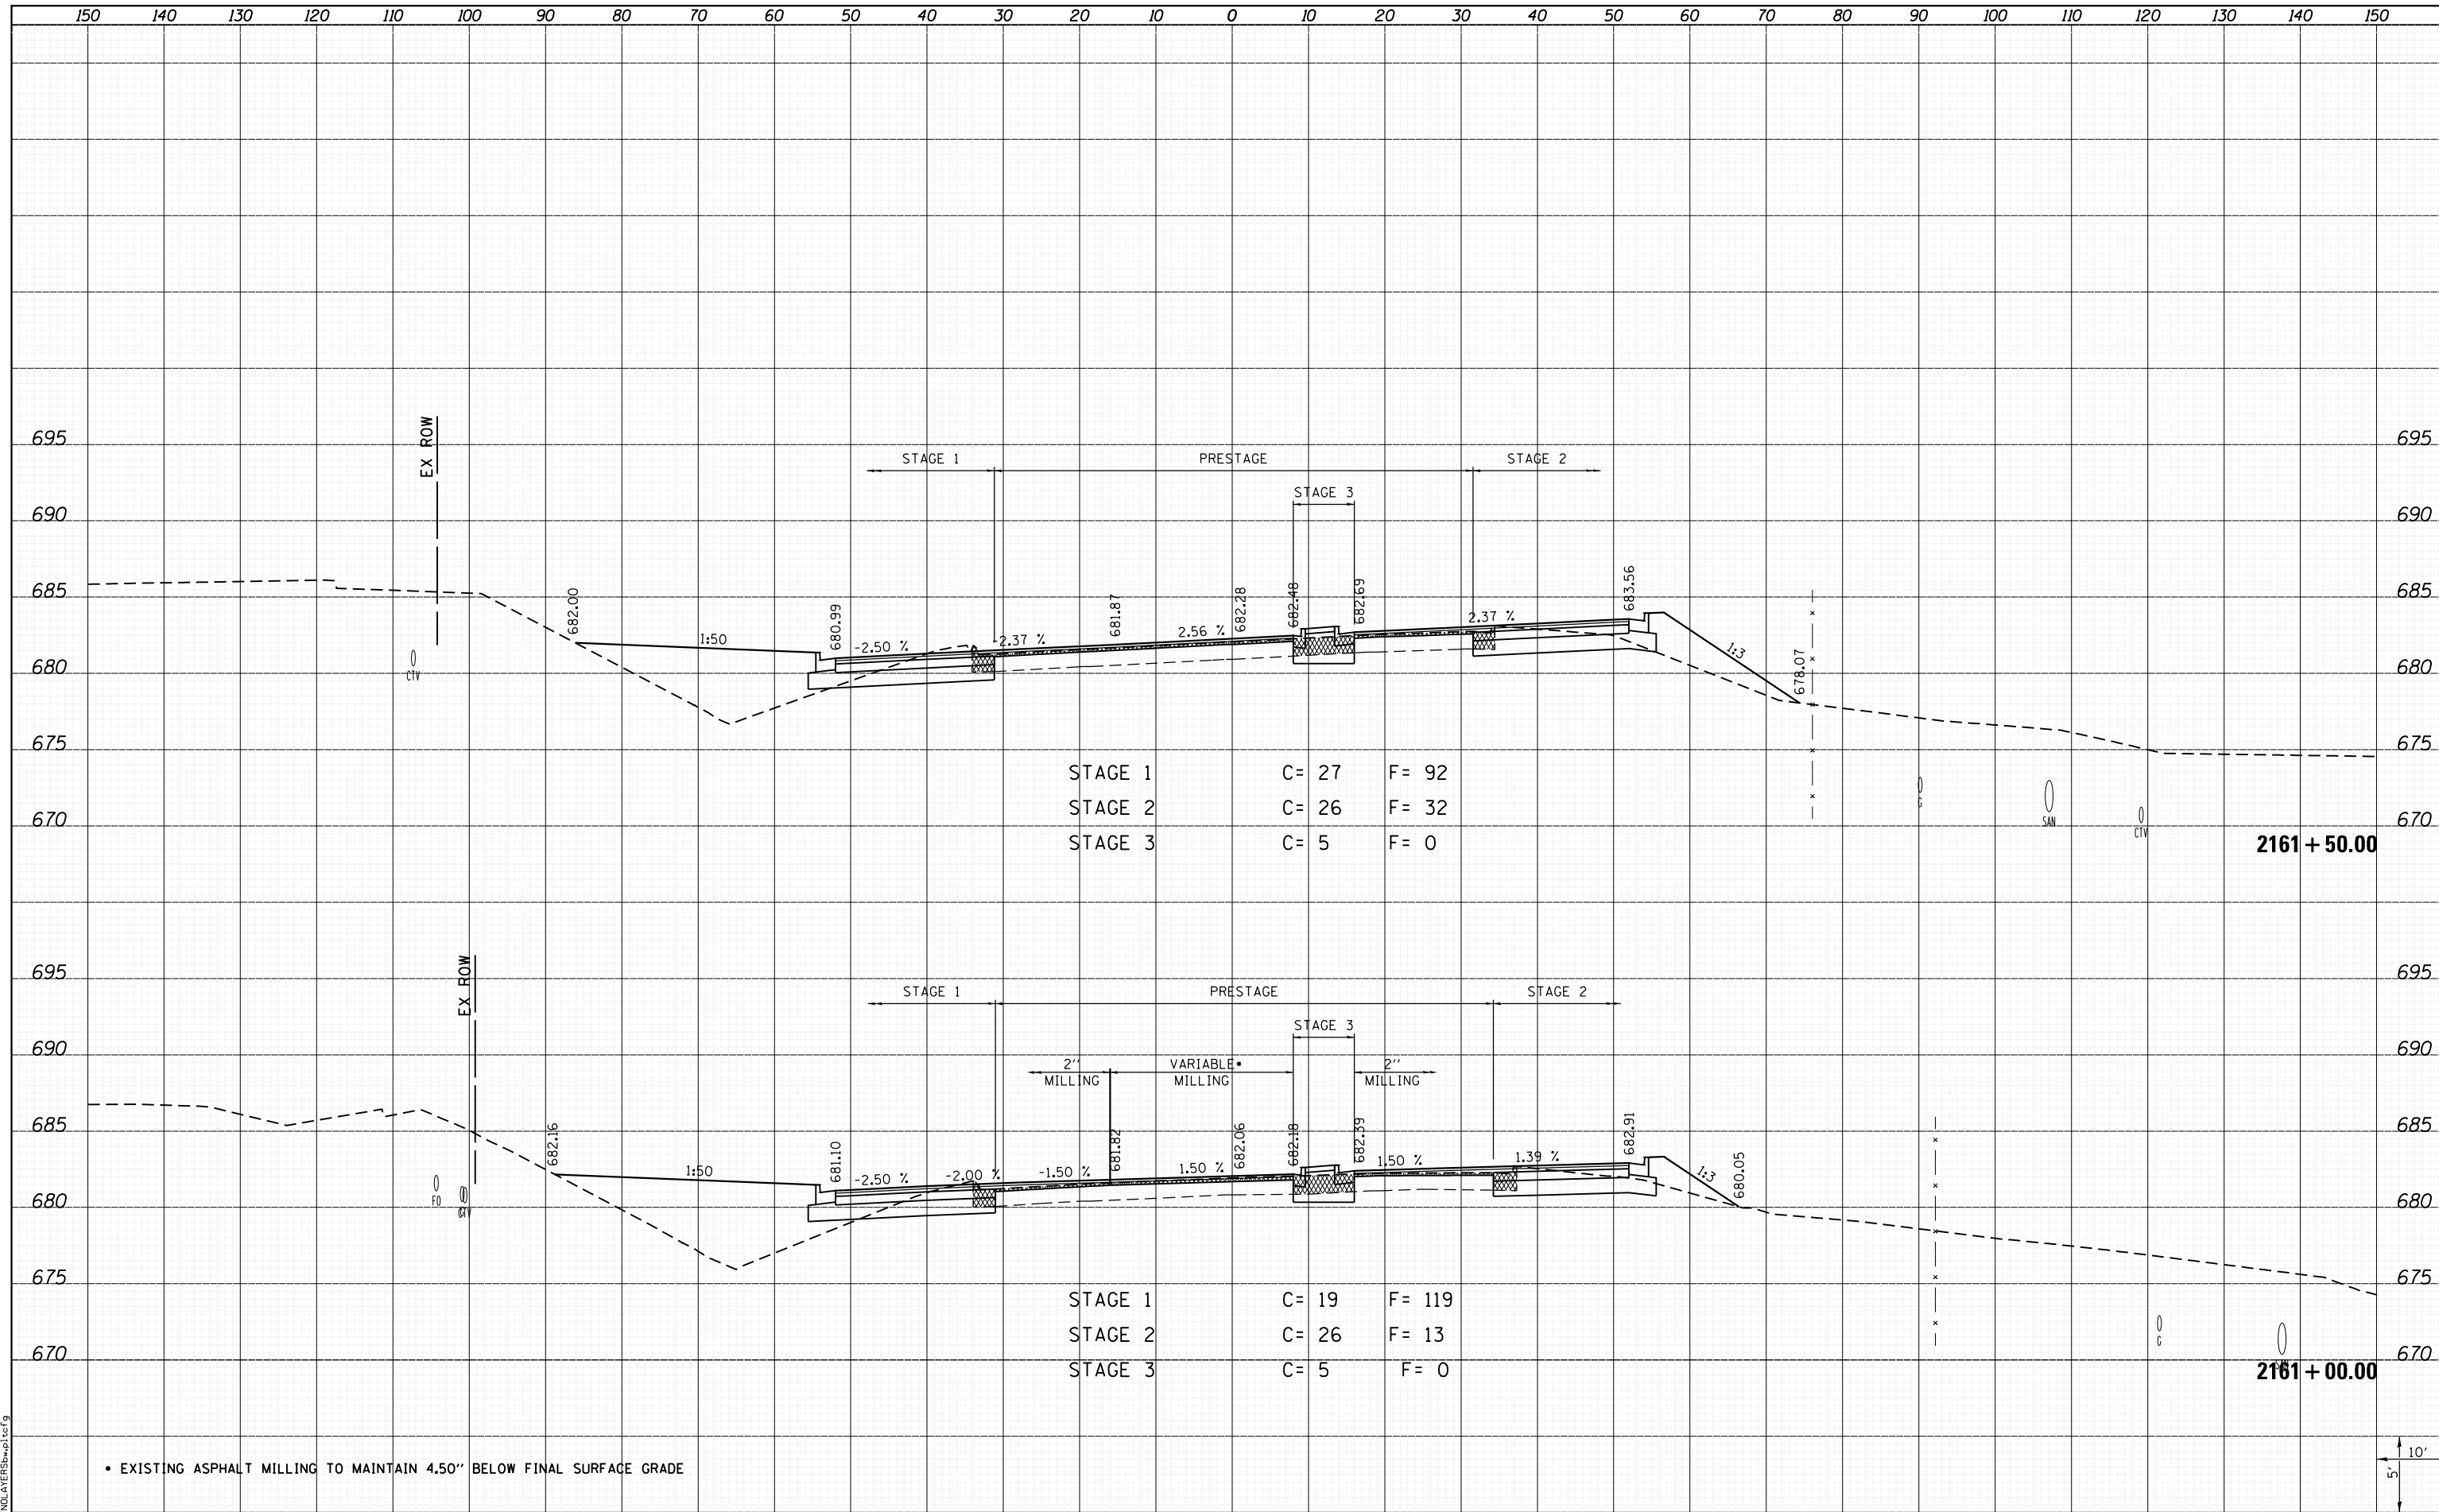 150 140 130 120 110 100 90 80 70 60 50 40 30 20 10 0 10 20 30 40 50 60 70 80 90 100 110 120 130 140 150
695 695
EX ROW
STAGE 1 PRESTAGE STAGE 2
STAGE 3
690 690
685 685
682.00 680.99 681.87 682.28 682.48 682.69 683.56
1:50 -2.50 % -2.37 % 2.56 % 2.37 % 1:3
678.07
680 680
CTV
675 675
STAGE 1 C= 27 F= 92
STAGE 2 C= 26 F= 32
STAGE 3 C= 5 F= 0
G SAN CTV
670 670
2161+50.00
695 695
EX ROW
STAGE 1 PRESTAGE STAGE 2
STAGE 3
690 690
2'' VARIABLE• 2''
MILLING MILLING MILLING
685 685
682.16 681.10 681.82 682.06 682.18 682.39 682.91
1:50 -2.50 % -2.00 % -1.50 % 1.50 % 1.50 % 1.39 % 1:3
680.05
680 680
FO
675 675
STAGE 1 C= 19 F= 119
STAGE 2 C= 26 F= 13
STAGE 3 C= 5 F= 0
G
670 670
2161+00.00
• EXISTING ASPHALT MILLING TO MAINTAIN 4.50'' BELOW FINAL SURFACE GRADE
10'
5'
NOLAYERSbw.pltcfg